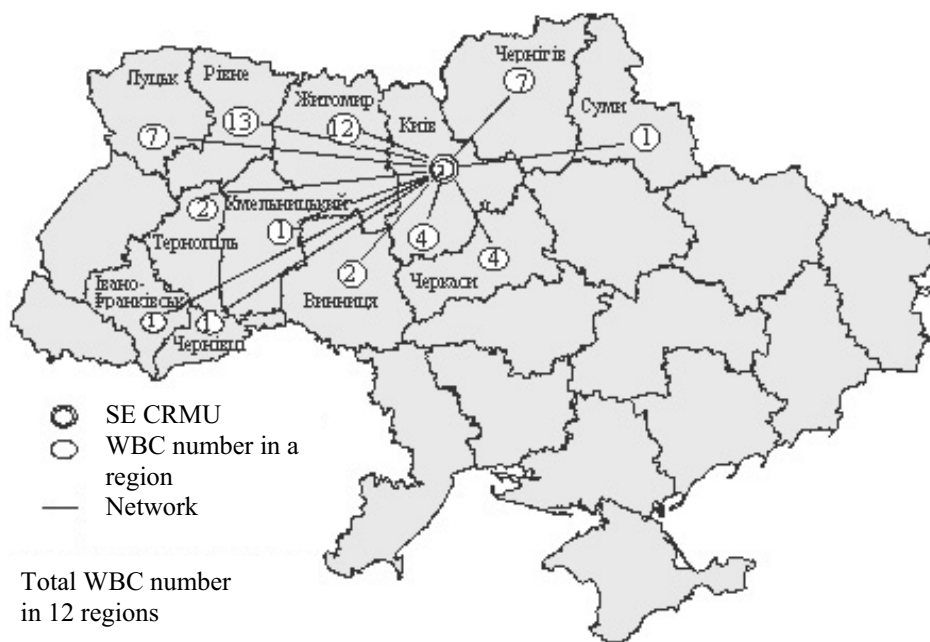 Чернігів
7
Луцьк
Рівне
Житомир
Київ
Суми
13
12
7
1
2
Хмельницький
Тернопіль
1
4
4
2
Черкаси
Винниця
Івано-
Франківськ
1
1
Чернівці
SE CRMU
WBC number in a
region
Network
Total WBC number
in 12 regions